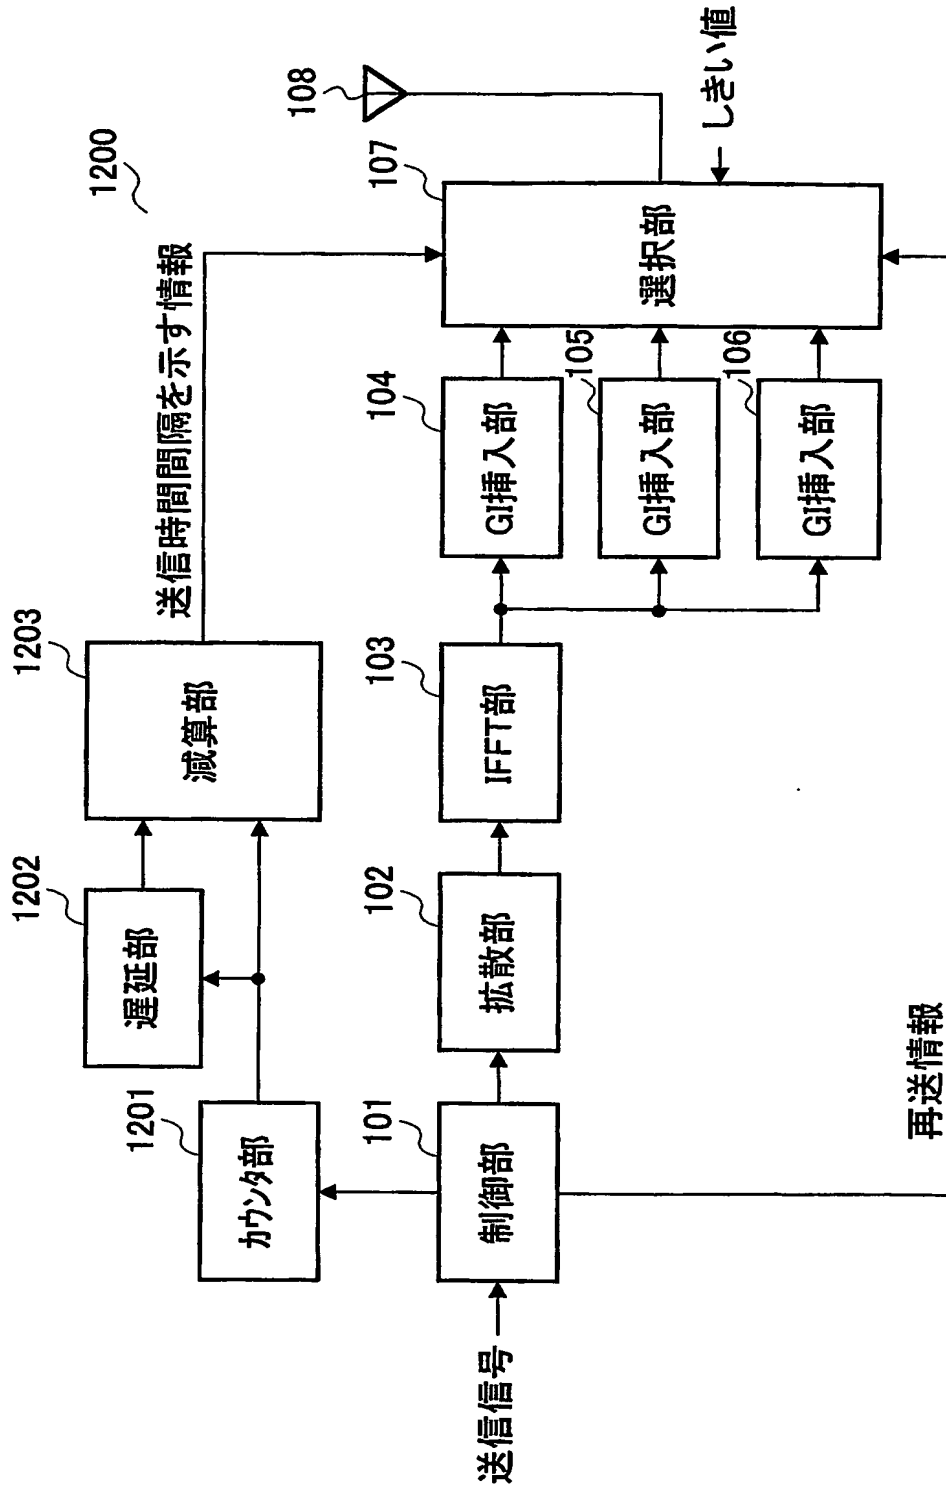 1200
送信時間間隔を示す情報
1201
カウンタ部
1202
遅延部
1203
減算部
送信信号
101
制御部
102
拡散部
103
IFFT部
104
GI挿入部
105
GI挿入部
106
GI挿入部
107
選択部
108
しきい値
再送情報